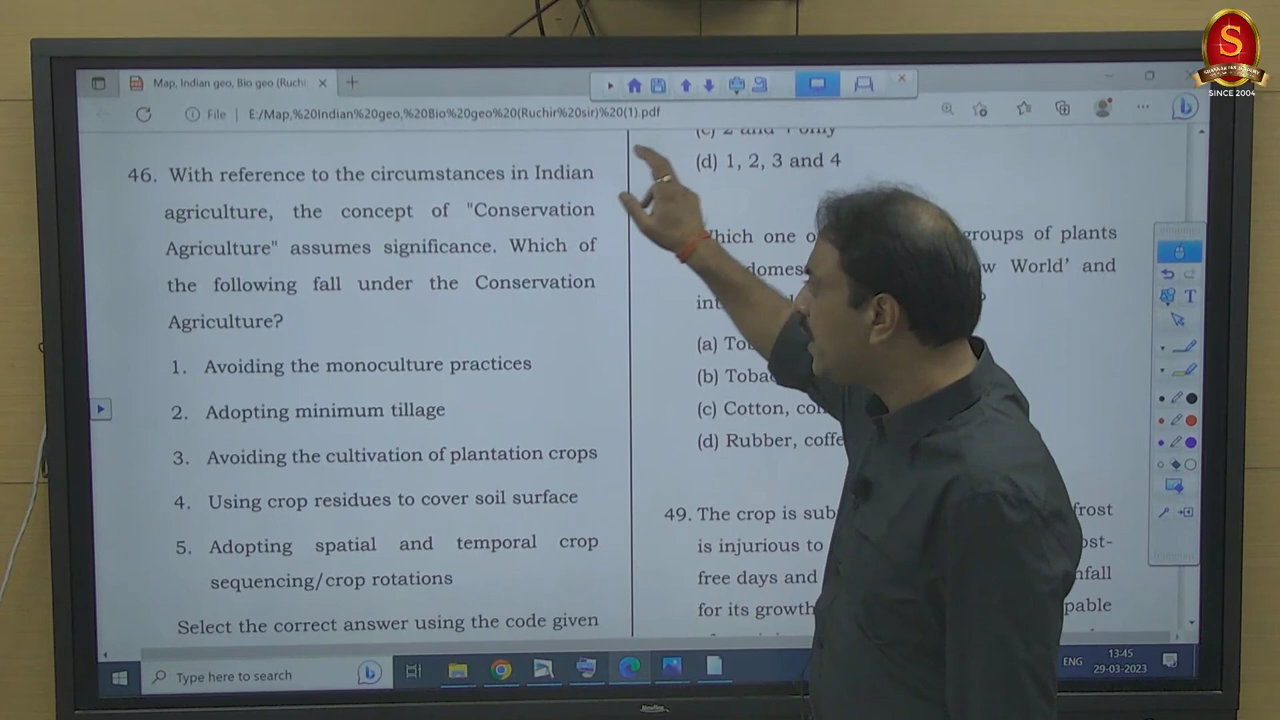 Map, Indian geo, Bio geo (Ruchi
File
E:/Map,%20Indian%20geo,%20Bio%20geo%20(Ruchir%20sir)%20(1).pdf
S
SINCE 2004
46. With reference to the circumstances in Indian
agriculture, the concept of "Conservation
Agriculture" assumes significance. Which of
the following fall under the Conservation
Agriculture?
1. Avoiding the monoculture practices
2. Adopting minimum tillage
3. Avoiding the cultivation of plantation crops
4. Using crop residues to cover soil surface
5. Adopting spatial and temporal crop
sequencing/crop rotations
Select the correct answer using the code given
(c) 2 and 4 only
(d) 1, 2, 3 and 4
Which one o groups of plants
domes w World' and
int
(a) To
(b) Toba
(c) Cotton, co
(d) Rubber, coffe
49. The crop is sub frost
is injurious to ost-
free days and nfall
for its growth pable
T
Type here to search
ENG
13:45
29-03-2023